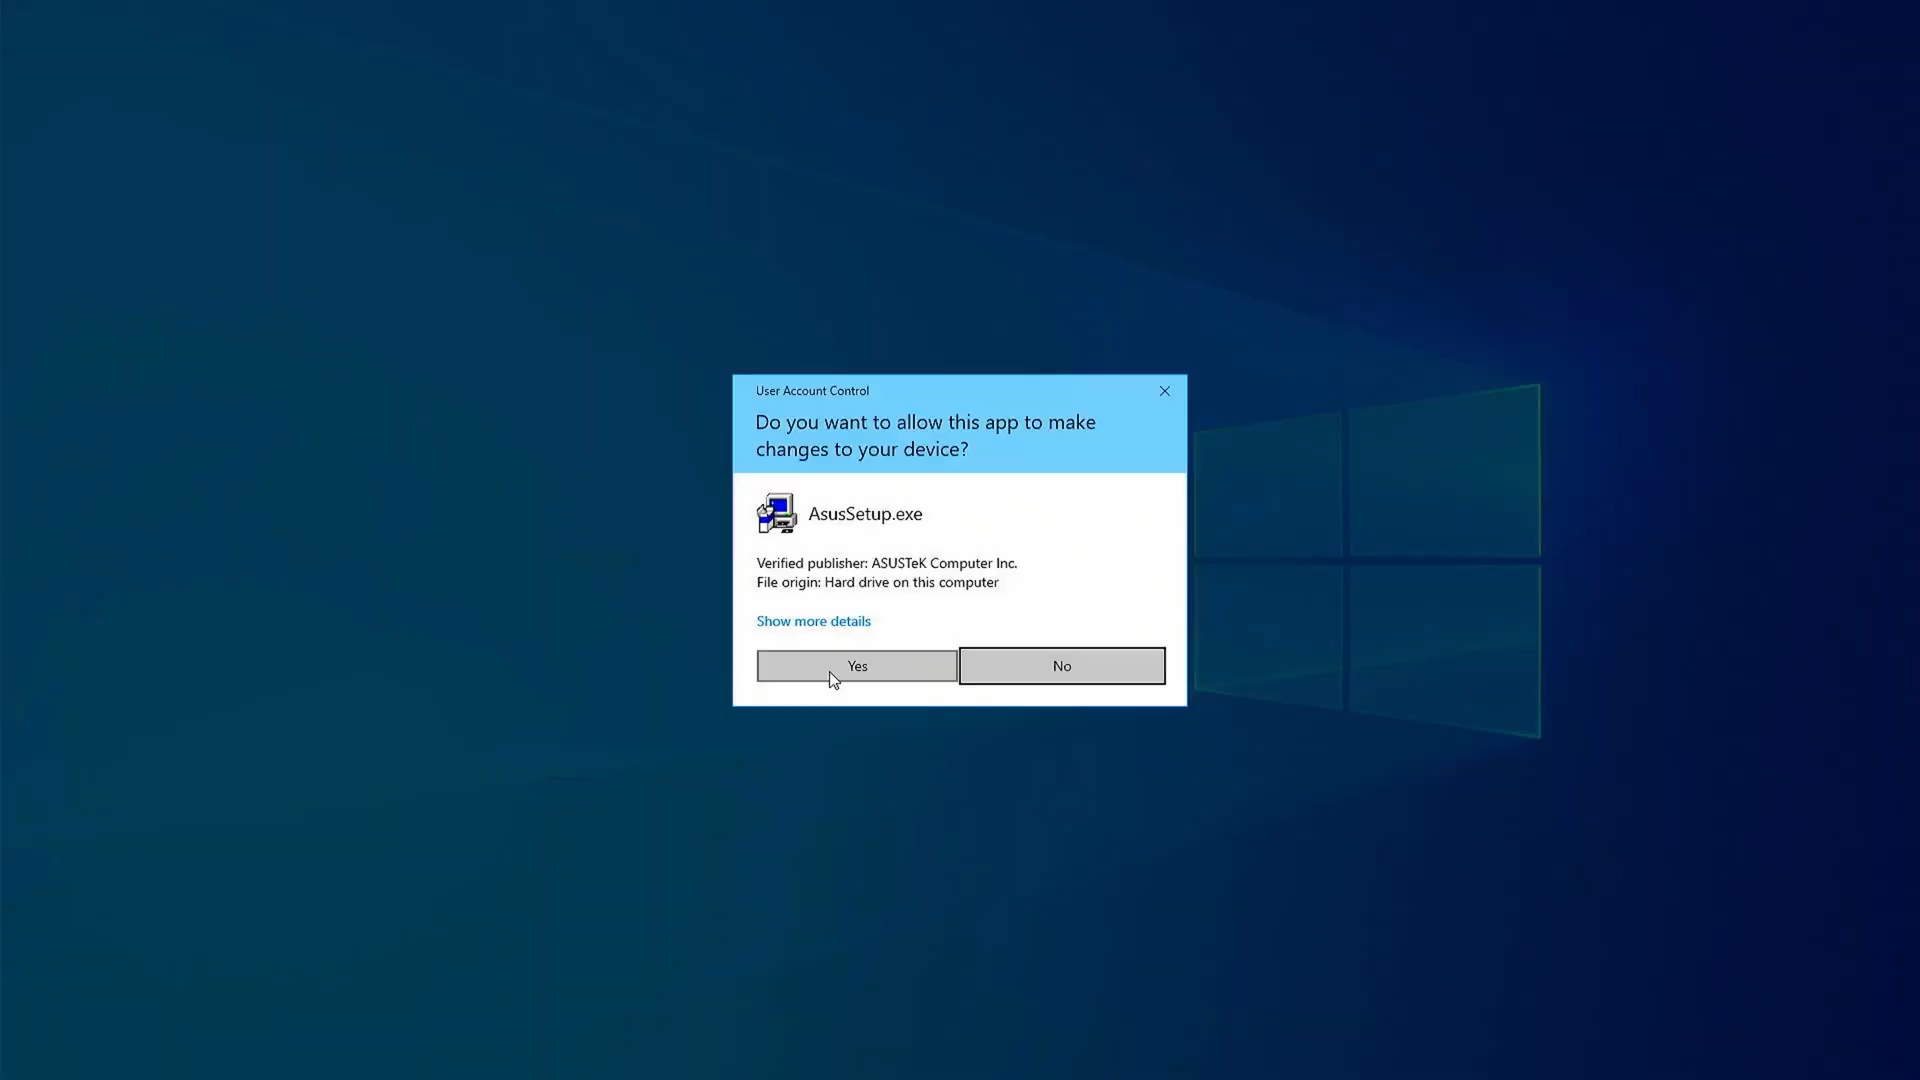 User Account Control
Do you want to allow this app to make
changes to your device?
AsusSetup.exe
Verified publisher: ASUSTeK Computer Inc.
File origin: Hard drive on this computer
Show more details
Yes
No